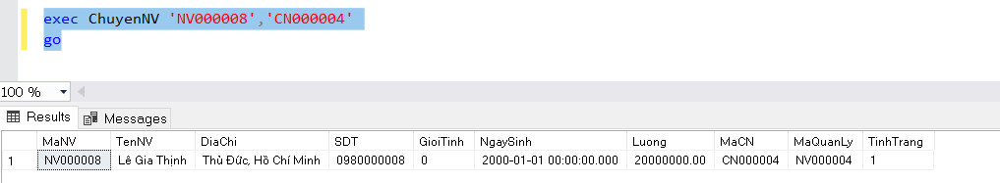 exec ChuyenNV 'NV000008','CN000004'
go
100 %
Results Messages
MaNV TenNV DiaChi SDT GioiTinh NgaySinh Luong MaCN MaQuanLy TinhTrang
1 NV000008 Lê Gia Thịnh Thủ Đức, Hồ Chí Minh 0980000008 0 2000-01-01 00:00:00.000 20000000.00 CN000004 NV000004 1